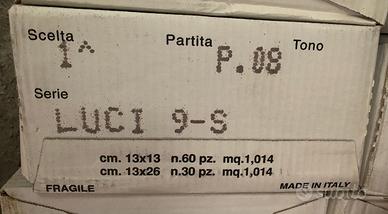 Scelta Partita Tono
1^ P.08
Serie
LUCI 9-S
cm. 13x13 n.60 pz. mq.1,014
cm. 13x26 n.30 pz. mq.1,014
FRAGILE MADE IN ITALY